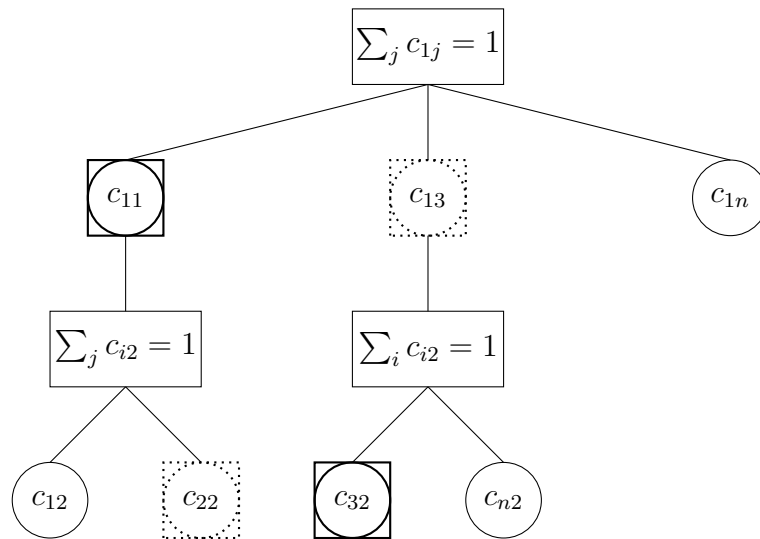 ∑_j c_{1j} = 1
c_{11} c_{13} c_{1n}
∑_j c_{i2} = 1 ∑_i c_{i2} = 1
c_{12} c_{22} c_{32} c_{n2}